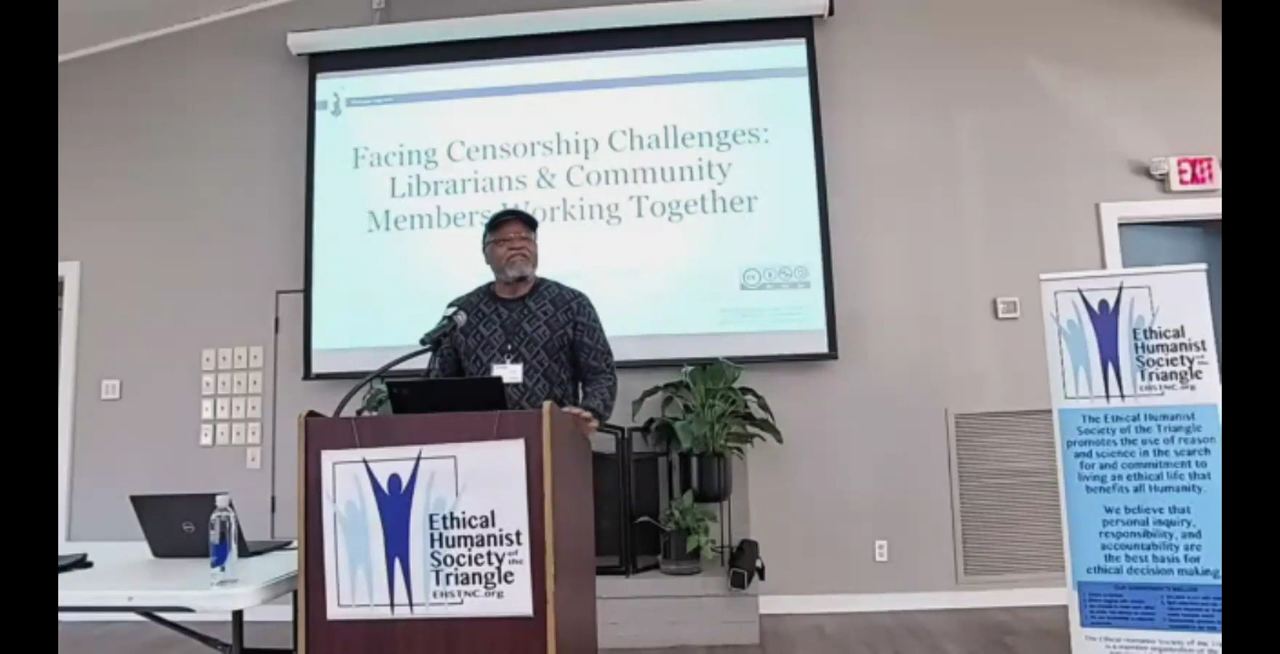 Facing Censorship Challenges:
Librarians & Community
Members Working Together
EXIT
Ethical
Humanist
Society of the
Triangle
EHSTNC.org
The Ethical Humanist
Society of the Triangle
promotes the use of reason
and science in the search
for and commitment to
living an ethical life that
benefits all Humanity.
We believe that
personal inquiry,
responsibility, and
accountability are
the best basis for
ethical decision making
Ethical
Humanist
Society of the
Triangle
EHSTNC.org
DELL